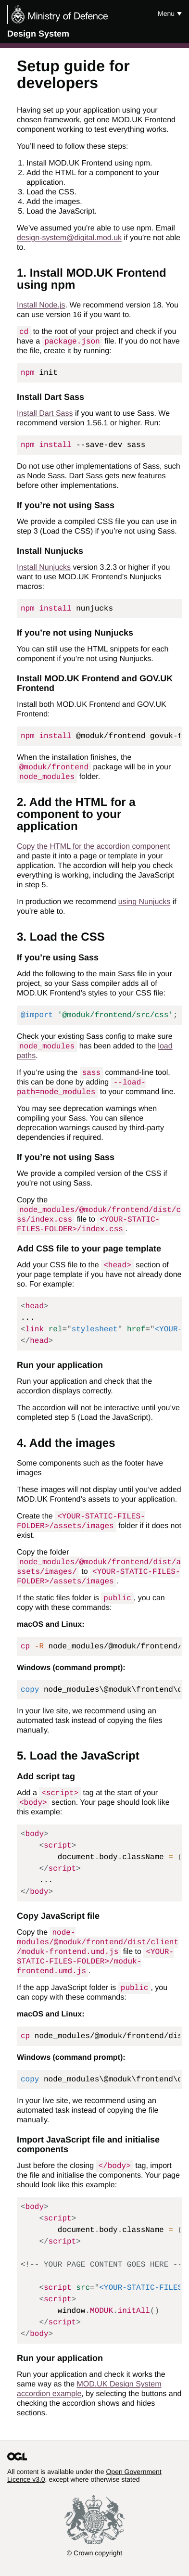 Ministry of Defence
Menu ▼
Design System
Setup guide for
developers
Having set up your application using your
chosen framework, get one MOD.UK Frontend
component working to test everything works.
You’ll need to follow these steps:
1. Install MOD.UK Frontend using npm.
2. Add the HTML for a component to your
application.
3. Load the CSS.
4. Add the images.
5. Load the JavaScript.
We’ve assumed you’re able to use npm. Email
design-system@digital.mod.uk if you’re not able
to.
1. Install MOD.UK Frontend
using npm
Install Node.js. We recommend version 18. You
can use version 16 if you want to.
cd to the root of your project and check if you
have a package.json file. If you do not have
the file, create it by running:
npm init
Install Dart Sass
Install Dart Sass if you want to use Sass. We
recommend version 1.56.1 or higher. Run:
npm install --save-dev sass
Do not use other implementations of Sass, such
as Node Sass. Dart Sass gets new features
before other implementations.
If you’re not using Sass
We provide a compiled CSS file you can use in
step 3 (Load the CSS) if you’re not using Sass.
Install Nunjucks
Install Nunjucks version 3.2.3 or higher if you
want to use MOD.UK Frontend’s Nunjucks
macros:
npm install nunjucks
If you’re not using Nunjucks
You can still use the HTML snippets for each
component if you’re not using Nunjucks.
Install MOD.UK Frontend and GOV.UK
Frontend
Install both MOD.UK Frontend and GOV.UK
Frontend:
npm install @moduk/frontend govuk-f
When the installation finishes, the
@moduk/frontend package will be in your
node_modules folder.
2. Add the HTML for a
component to your
application
Copy the HTML for the accordion component
and paste it into a page or template in your
application. The accordion will help you check
everything is working, including the JavaScript
in step 5.
In production we recommend using Nunjucks if
you’re able to.
3. Load the CSS
If you’re using Sass
Add the following to the main Sass file in your
project, so your Sass compiler adds all of
MOD.UK Frontend’s styles to your CSS file:
@import '@moduk/frontend/src/css';
Check your existing Sass config to make sure
node_modules has been added to the load
paths.
If you’re using the sass command-line tool,
this can be done by adding --load-
path=node_modules to your command line.
You may see deprecation warnings when
compiling your Sass. You can silence
deprecation warnings caused by third-party
dependencies if required.
If you’re not using Sass
We provide a compiled version of the CSS if
you’re not using Sass.
Copy the
node_modules/@moduk/frontend/dist/c
ss/index.css file to <YOUR-STATIC-
FILES-FOLDER>/index.css.
Add CSS file to your page template
Add your CSS file to the <head> section of
your page template if you have not already done
so. For example:
<head>
...
<link rel="stylesheet" href="<YOUR-
</head>
Run your application
Run your application and check that the
accordion displays correctly.
The accordion will not be interactive until you’ve
completed step 5 (Load the JavaScript).
4. Add the images
Some components such as the footer have
images
These images will not display until you’ve added
MOD.UK Frontend’s assets to your application.
Create the <YOUR-STATIC-FILES-
FOLDER>/assets/images folder if it does not
exist.
Copy the folder
node_modules/@moduk/frontend/dist/a
ssets/images/ to <YOUR-STATIC-FILES-
FOLDER>/assets/images.
If the static files folder is public, you can
copy with these commands:
macOS and Linux:
cp -R node_modules/@moduk/frontend/
Windows (command prompt):
copy node_modules\@moduk\frontend\d
In your live site, we recommend using an
automated task instead of copying the files
manually.
5. Load the JavaScript
Add script tag
Add a <script> tag at the start of your
<body> section. Your page should look like
this example:
<body>
<script>
document.body.className = (
</script>
...
</body>
Copy JavaScript file
Copy the node-
modules/@moduk/frontend/dist/client
/moduk-frontend.umd.js file to <YOUR-
STATIC-FILES-FOLDER>/moduk-
frontend.umd.js.
If the app JavaScript folder is public, you
can copy with these commands:
macOS and Linux:
cp node_modules/@moduk/frontend/dis
Windows (command prompt):
copy node_modules\@moduk\frontend\d
In your live site, we recommend using an
automated task instead of copying the file
manually.
Import JavaScript file and initialise
components
Just before the closing </body> tag, import
the file and initialise the components. Your page
should look like this example:
<body>
<script>
document.body.className = (
</script>
<!-- YOUR PAGE CONTENT GOES HERE --
<script src="<YOUR-STATIC-FILES
<script>
window.MODUK.initAll()
</script>
</body>
Run your application
Run your application and check it works the
same way as the MOD.UK Design System
accordion example, by selecting the buttons and
checking the accordion shows and hides
sections.
OGL
All content is available under the Open Government
Licence v3.0, except where otherwise stated
© Crown copyright